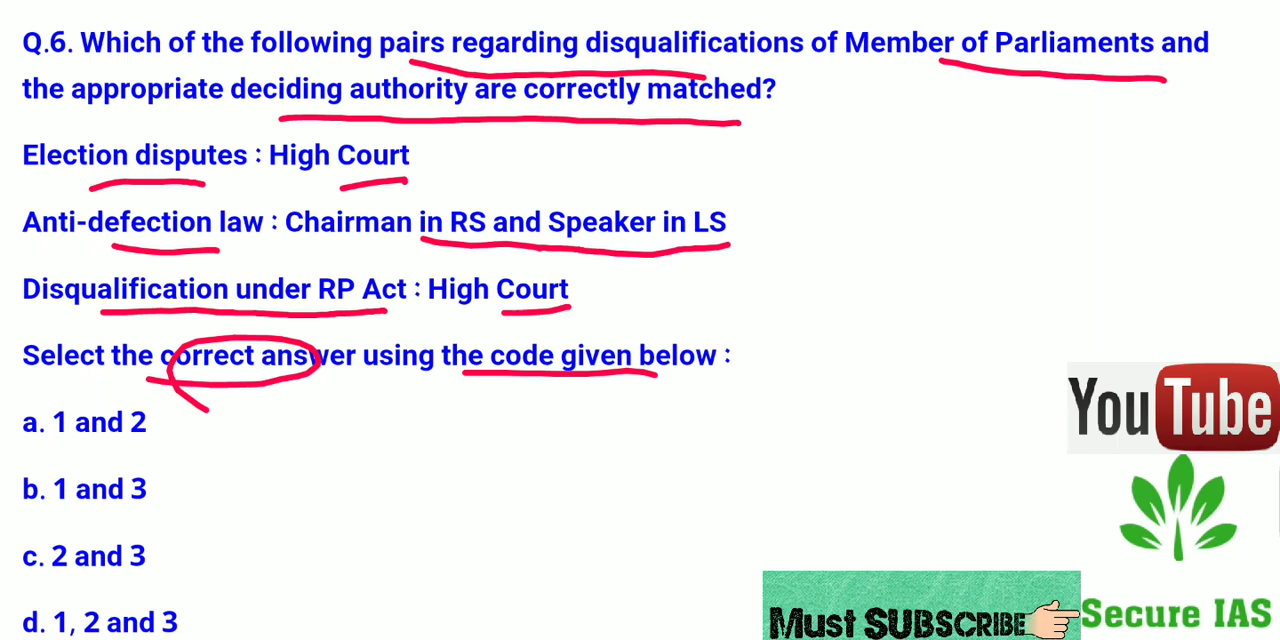 Q.6. Which of the following pairs regarding disqualifications of Member of Parliaments and
the appropriate deciding authority are correctly matched?
Election disputes : High Court
Anti-defection law : Chairman in RS and Speaker in LS
Disqualification under RP Act : High Court
Select the correct answer using the code given below :
a. 1 and 2
YouTube
b. 1 and 3
c. 2 and 3
d. 1, 2 and 3
Must SUBSCRIBE
Secure IAS